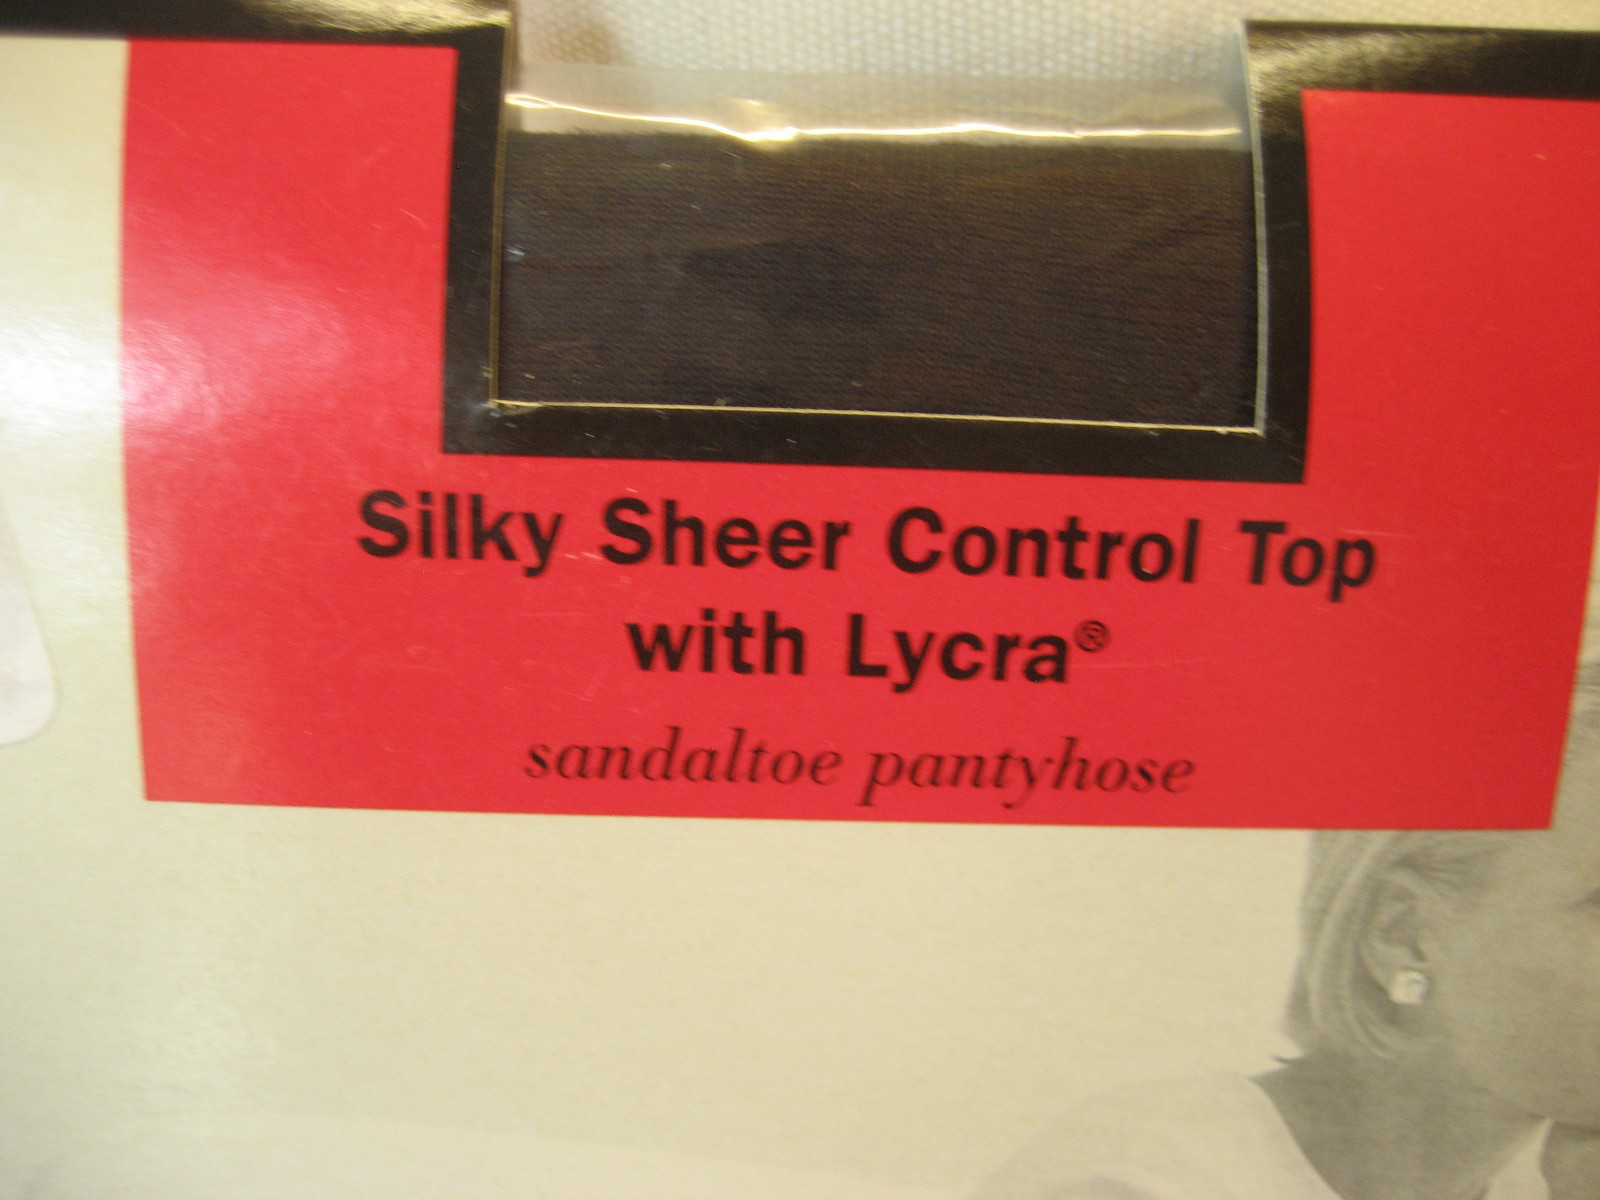 Silky Sheer Control Top
with Lycra®
sandaltoe pantyhose